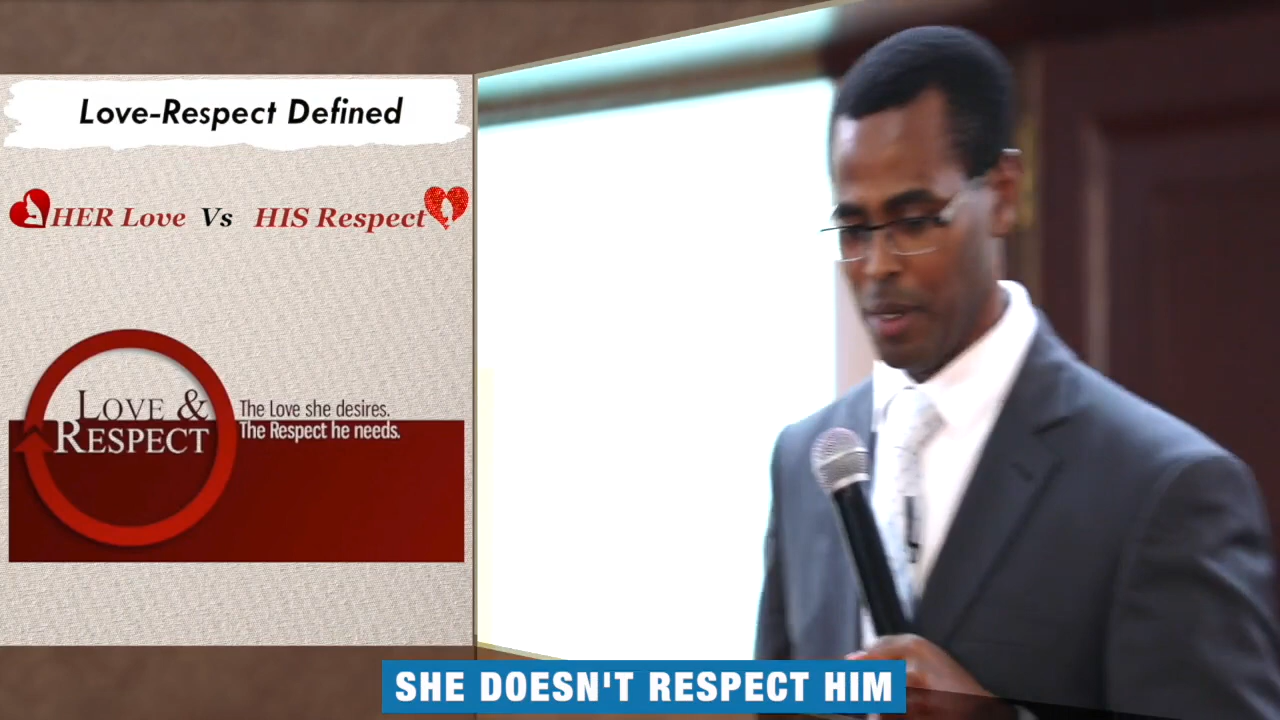 Love-Respect Defined
HER Love Vs HIS Respect
LOVE &
RESPECT
The Love she desires.
The Respect he needs.
SHE DOESN'T RESPECT HIM